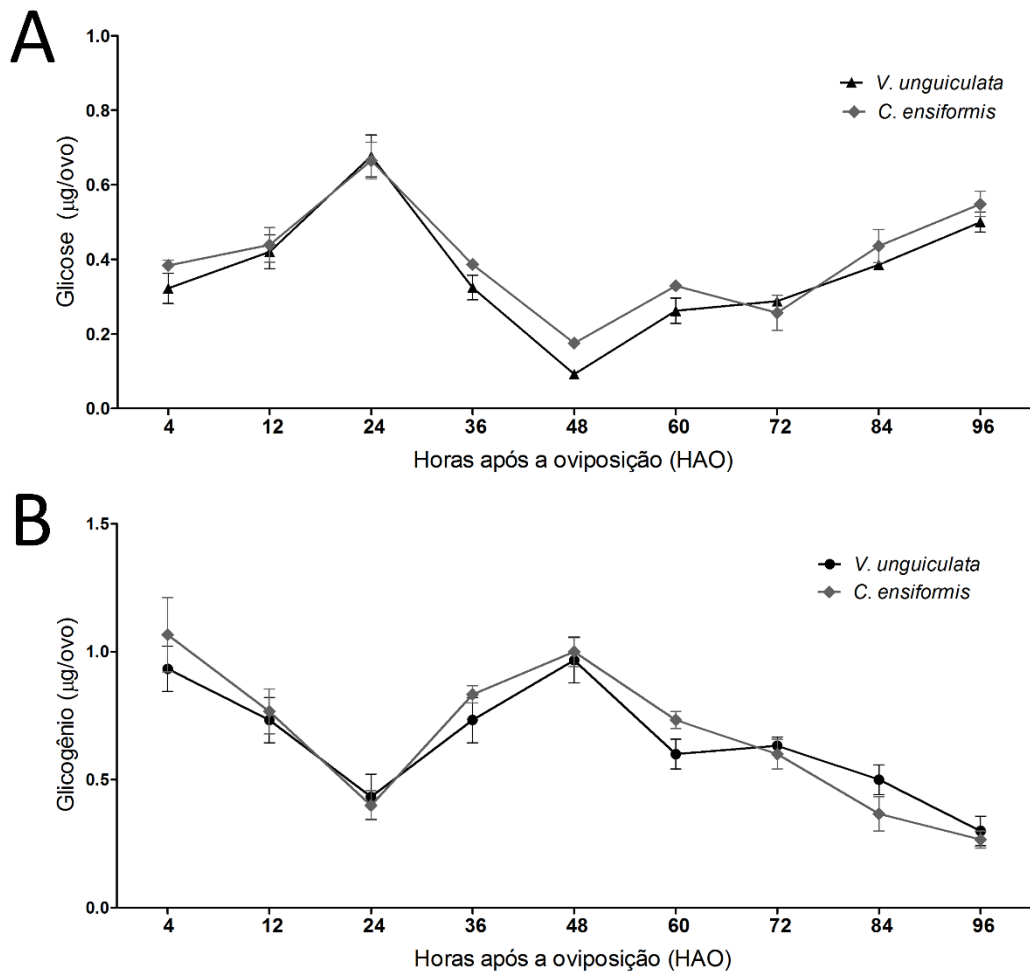 A
1.0
0.8
0.6
0.4
0.2
0.0
Glicose (µg/ovo)
V. unguiculata
C. ensiformis
4 12 24 36 48 60 72 84 96
Horas após a oviposição (HAO)
B
1.5
1.0
0.5
0.0
Glicogênio (µg/ovo)
V. unguiculata
C. ensiformis
4 12 24 36 48 60 72 84 96
Horas após a oviposição (HAO)